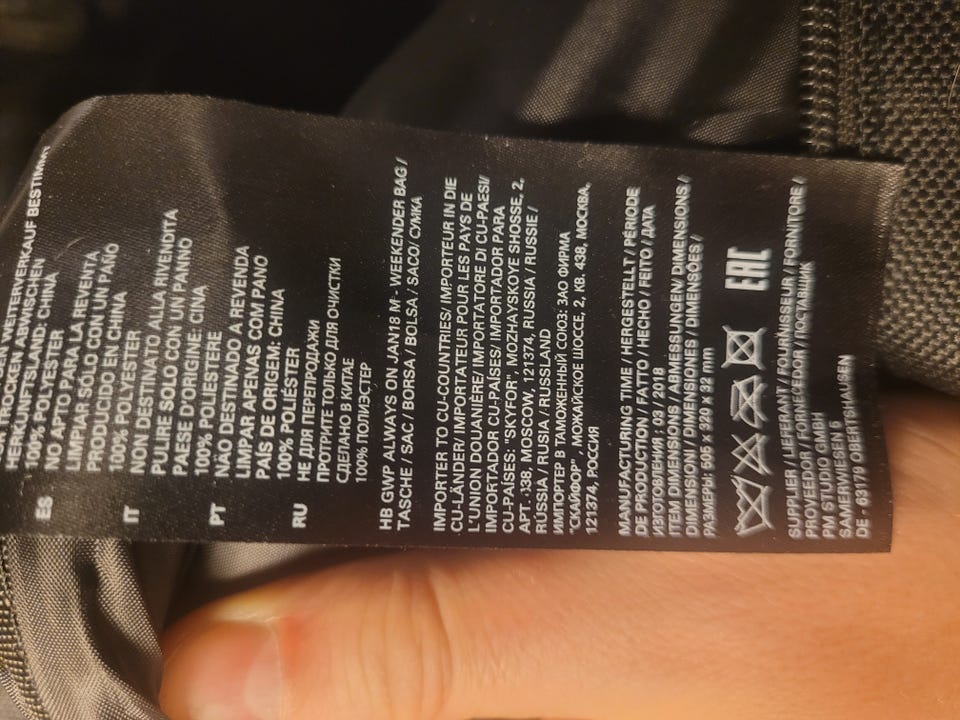 WEITERVERKAUF BESTIMMT
TROCKEN ABWISCHEN
HERKUNFTSLAND: CHINA
100% POLYESTER
ES NO APTO PARA LA REVENTA
LIMPIAR SÓLO CON UN PAÑO
PRODUCIDO EN CHINA
100% POLYESTER
IT NON DESTINATO ALLA RIVENDITA
PULIRE SOLO CON UN PANNO
PAESE D'ORIGINE: CINA
100% POLIESTERE
PT NÃO DESTINADO A REVENDA
LIMPAR APENAS COM PANO
PAÍS DE ORIGEM: CHINA
100% POLIÉSTER
RU НЕ ДЛЯ ПЕРЕПРОДАЖИ
ПРОТРИТЕ ТОЛЬКО ДЛЯ ОЧИСТКИ
СДЕЛАНО В КИТАЕ
100% ПОЛИЭСТЕР
HB GWP ALWAYS ON JAN18 M - WEEKENDER BAG /
TASCHE / SAC / BORSA / BOLSA / SACO/ СУМКА
IMPORTER TO CU-COUNTRIES/ IMPORTEUR IN DIE
CU-LÄNDER/ IMPORTATEUR POUR LES PAYS DE
L'UNION DOUANIÈRE/ IMPORTATORE DI CU-PAESI/
IMPORTADOR CU-PAÍSES/ IMPORTADOR PARA
CU-PAÍSES: "SKYFOR", MOZHAYSKOYE SHOSSE, 2,
APT. 438, MOSCOW, 121374, RUSSIA / RUSSIE /
RÜSSIA/ RUSIA / RUSSLAND
ИМПОРТЕР В ТАМОЖЕННЫЙ СОЮЗ: ЗАО ФИРМА
"СКАЙФОР", МОЖАЙСКОЕ ШОССЕ, 2, КВ. 438, МОСКВА,
121374, РОССИЯ
MANUFACTURING TIME / HERGESTELLT / PÉRIODE
DE PRODUCTION / FATTO / HECHO / FEITO / ДАТА
ИЗГОТОВЛЕНИЯ : 03 / 2018
ITEM DIMENSIONS / ABMESSUNGEN/ DIMENSIONS /
DIMENSIONI / DIMENSIONES / DIMENSÕES /
РАЗМЕРЫ: 505 x 320 x 32 mm
EAC
SUPPLIER / LIEFERANT / FOURNISSEUR / FORNITORE /
PROVEEDOR / FORNECEDOR / ПОСТАВЩИК
PM STUDIO GMBH
SAMERWIESEN 6
DE - 63179 OBERTSHAUSEN